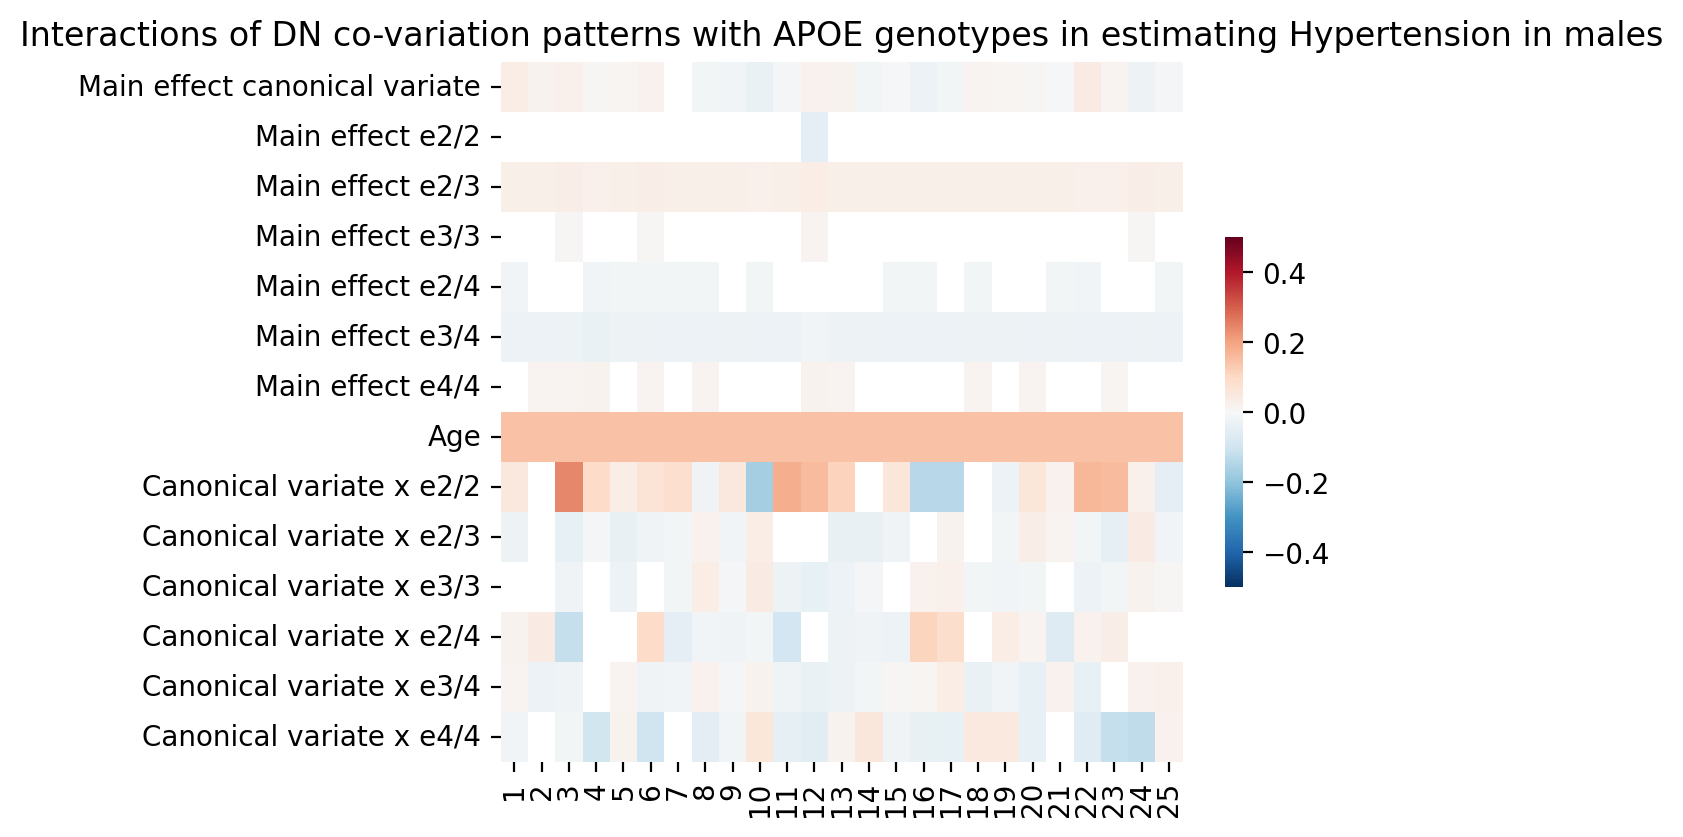 Interactions of DN co-variation patterns with APOE genotypes in estimating Hypertension in males
Main effect canonical variate
Main effect e2/2
Main effect e2/3
Main effect e3/3
Main effect e2/4
Main effect e3/4
Main effect e4/4
Age
Canonical variate x e2/2
Canonical variate x e2/3
Canonical variate x e3/3
Canonical variate x e2/4
Canonical variate x e3/4
Canonical variate x e4/4
1 2 3 4 5 6 7 8 9 10 11 12 13 14 15 16 17 18 19 20 21 22 23 24 25
0.4
0.2
0.0
−0.2
−0.4